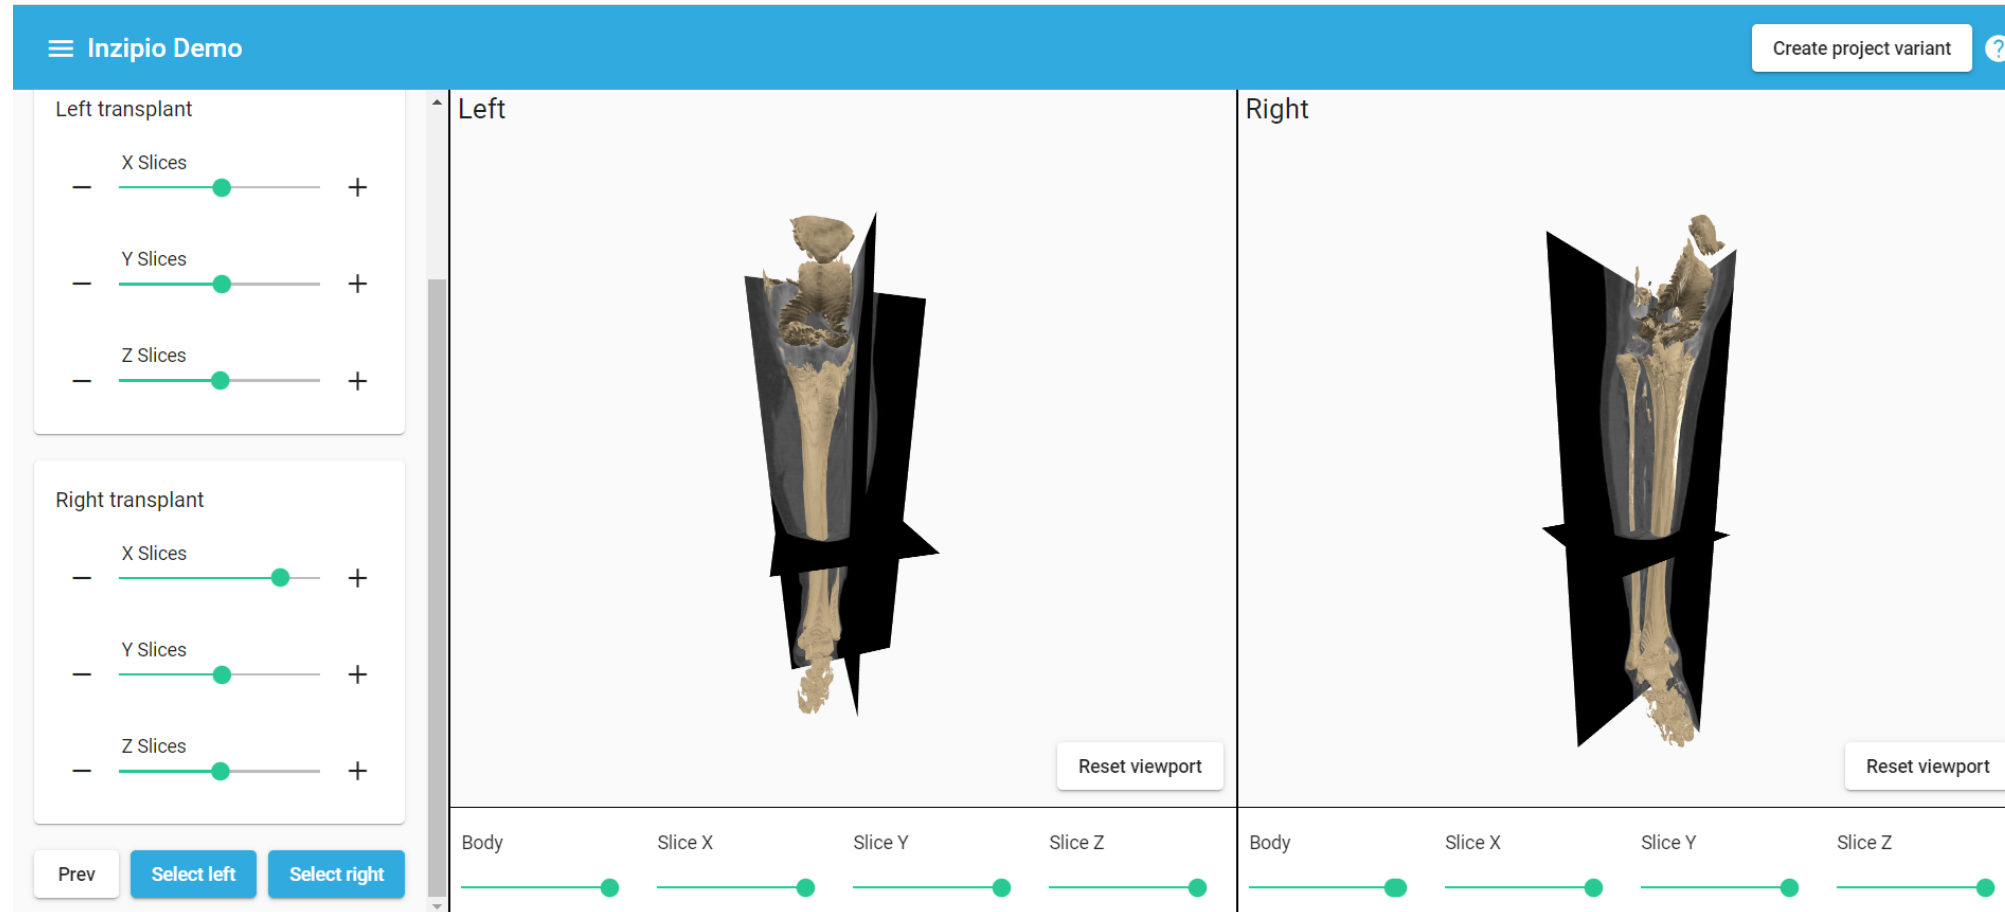 Inzipio Demo
Create project variant
?
Left transplant
X Slices
Y Slices
Z Slices
Right transplant
X Slices
Y Slices
Z Slices
Prev
Select left
Select right
Left
Reset viewport
Body
Slice X
Slice Y
Slice Z
Right
Reset viewport
Body
Slice X
Slice Y
Slice Z